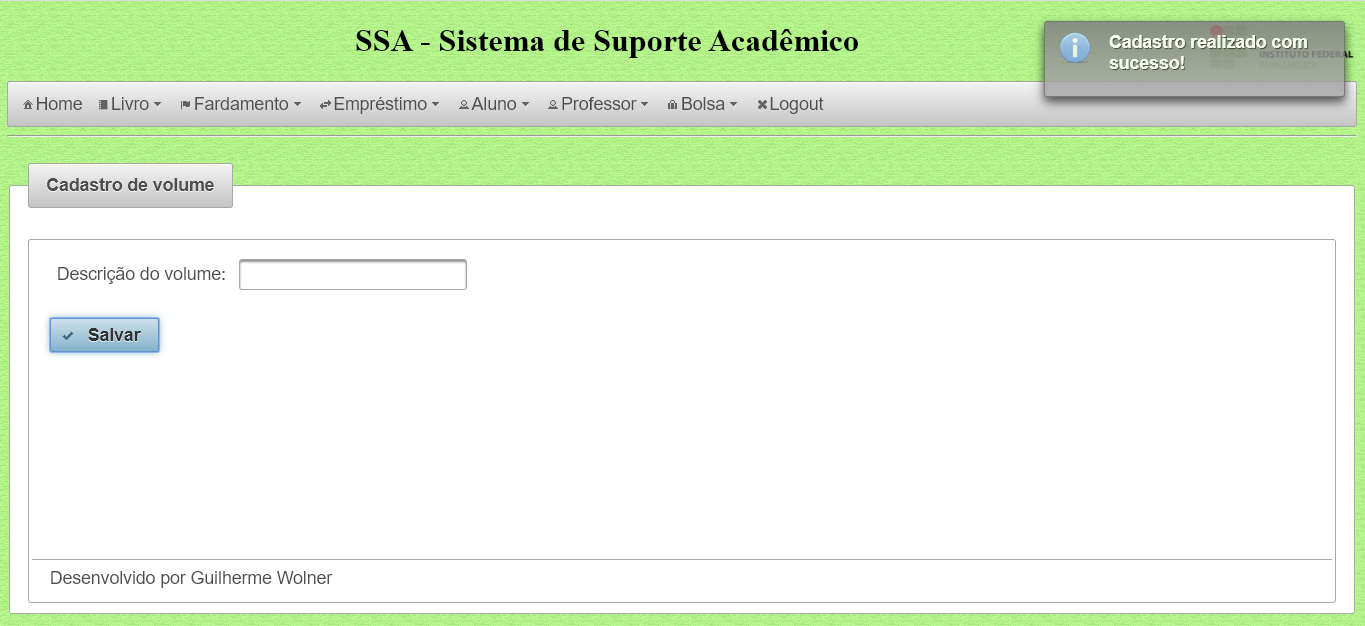 SSA - Sistema de Suporte Acadêmico
Cadastro realizado com
sucesso!
INSTITUTO FEDERAL
Home Livro Fardamento Empréstimo Aluno Professor Bolsa Logout
Cadastro de volume
Descrição do volume:
Salvar
Desenvolvido por Guilherme Wolner